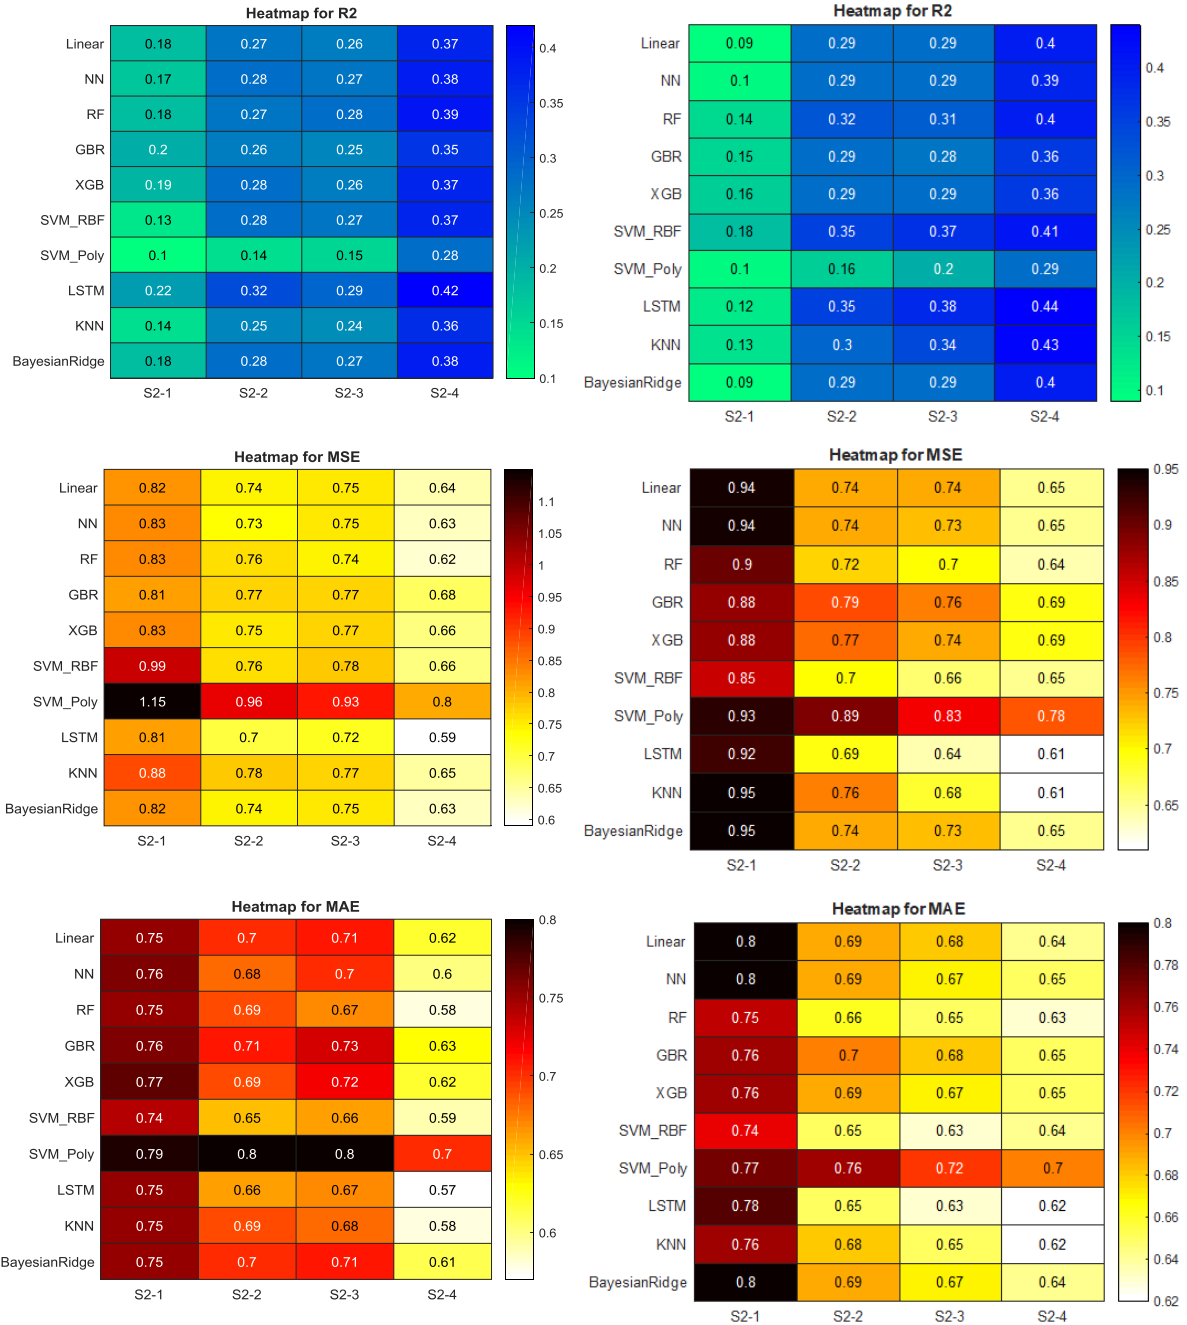 Heatmap for R2
Linear 0.18 0.27 0.26 0.37
NN 0.17 0.28 0.27 0.38
RF 0.18 0.27 0.28 0.39
GBR 0.2 0.26 0.25 0.35
XGB 0.19 0.28 0.26 0.37
SVM_RBF 0.13 0.28 0.27 0.37
SVM_Poly 0.1 0.14 0.15 0.28
LSTM 0.22 0.32 0.29 0.42
KNN 0.14 0.25 0.24 0.36
BayesianRidge 0.18 0.28 0.27 0.38
S2-1 S2-2 S2-3 S2-4
0.4
0.35
0.3
0.25
0.2
0.15
0.1
Heatmap for R2
Linear 0.09 0.29 0.29 0.4
NN 0.1 0.29 0.29 0.39
RF 0.14 0.32 0.31 0.4
GBR 0.15 0.29 0.28 0.36
XGB 0.16 0.29 0.29 0.36
SVM_RBF 0.18 0.35 0.37 0.41
SVM_Poly 0.1 0.16 0.2 0.29
LSTM 0.12 0.35 0.38 0.44
KNN 0.13 0.3 0.34 0.43
BayesianRidge 0.09 0.29 0.29 0.4
S2-1 S2-2 S2-3 S2-4
0.4
0.35
0.3
0.25
0.2
0.15
0.1
Heatmap for MSE
Linear 0.82 0.74 0.75 0.64
NN 0.83 0.73 0.75 0.63
RF 0.83 0.76 0.74 0.62
GBR 0.81 0.77 0.77 0.68
XGB 0.83 0.75 0.77 0.66
SVM_RBF 0.99 0.76 0.78 0.66
SVM_Poly 1.15 0.96 0.93 0.8
LSTM 0.81 0.7 0.72 0.59
KNN 0.88 0.78 0.77 0.65
BayesianRidge 0.82 0.74 0.75 0.63
S2-1 S2-2 S2-3 S2-4
1.1
1.05
1
0.95
0.9
0.85
0.8
0.75
0.7
0.65
0.6
Heatmap for MSE
Linear 0.94 0.74 0.74 0.65
NN 0.94 0.74 0.73 0.65
RF 0.9 0.72 0.7 0.64
GBR 0.88 0.79 0.76 0.69
XGB 0.88 0.77 0.74 0.69
SVM_RBF 0.85 0.7 0.66 0.65
SVM_Poly 0.93 0.89 0.83 0.78
LSTM 0.92 0.69 0.64 0.61
KNN 0.95 0.76 0.68 0.61
BayesianRidge 0.95 0.74 0.73 0.65
S2-1 S2-2 S2-3 S2-4
0.95
0.9
0.85
0.8
0.75
0.7
0.65
Heatmap for MAE
Linear 0.75 0.7 0.71 0.62
NN 0.76 0.68 0.7 0.6
RF 0.75 0.69 0.67 0.58
GBR 0.76 0.71 0.73 0.63
XGB 0.77 0.69 0.72 0.62
SVM_RBF 0.74 0.65 0.66 0.59
SVM_Poly 0.79 0.8 0.8 0.7
LSTM 0.75 0.66 0.67 0.57
KNN 0.75 0.69 0.68 0.58
BayesianRidge 0.75 0.7 0.71 0.61
S2-1 S2-2 S2-3 S2-4
0.8
0.75
0.7
0.65
0.6
Heatmap for MAE
Linear 0.8 0.69 0.68 0.64
NN 0.8 0.69 0.67 0.65
RF 0.75 0.66 0.65 0.63
GBR 0.76 0.7 0.68 0.65
XGB 0.76 0.69 0.67 0.65
SVM_RBF 0.74 0.65 0.63 0.64
SVM_Poly 0.77 0.76 0.72 0.7
LSTM 0.78 0.65 0.63 0.62
KNN 0.76 0.68 0.65 0.62
BayesianRidge 0.8 0.69 0.67 0.64
S2-1 S2-2 S2-3 S2-4
0.8
0.78
0.76
0.74
0.72
0.7
0.68
0.66
0.64
0.62